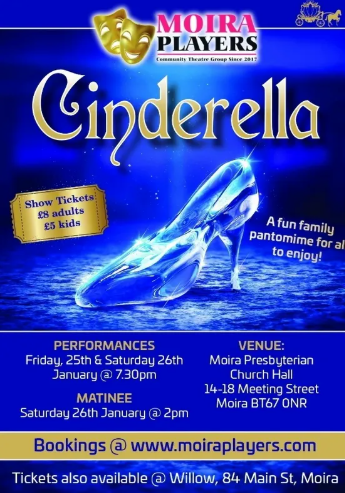 MOIRA
PLAYERS
Community Theatre Group Since 2017
Cinderella
Show Tickets
£8 adults
£5 kids
A fun family
pantomime for al
to enjoy!
PERFORMANCES
Friday, 25th & Saturday 26th
January @ 7.30pm
MATINEE
Saturday 26th January @ 2pm
VENUE:
Moira Presbyterian
Church Hall
14-18 Meeting Street
Moira BT67 0NR
Bookings @ www.moiraplayers.com
Tickets also available @ Willow, 84 Main St, Moira